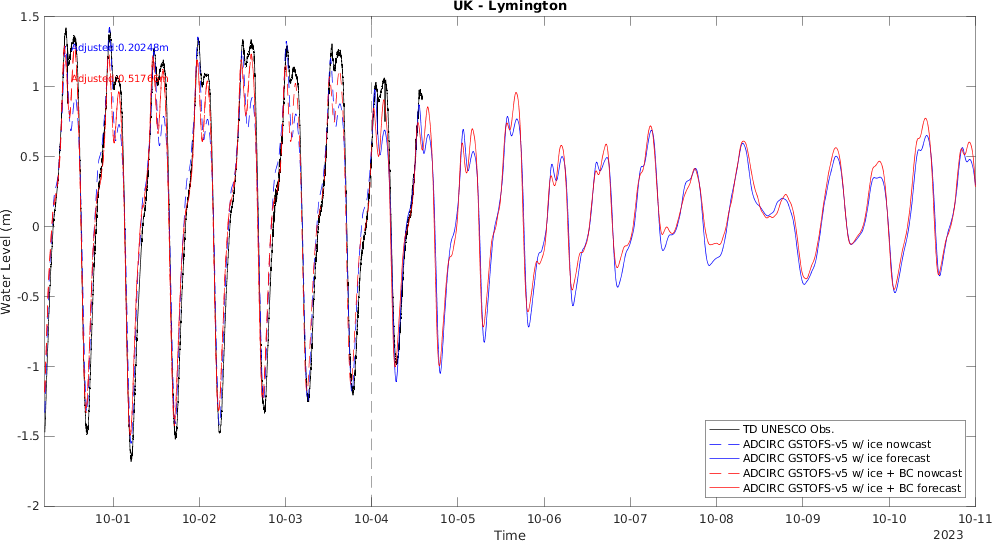 UK - Lymington
1.5
Adjusted:0.20248m
Adjusted:0.5176
1
0.5
0
-0.5
-1
-1.5
-2
Water Level (m)
TD UNESCO Obs.
ADCIRC GSTOFS-v5 w/ ice nowcast
ADCIRC GSTOFS-v5 w/ ice forecast
ADCIRC GSTOFS-v5 w/ ice + BC nowcast
ADCIRC GSTOFS-v5 w/ ice + BC forecast
10-01 10-02 10-03 10-04 10-05 10-06 10-07 10-08 10-09 10-10 10-11
Time
2023